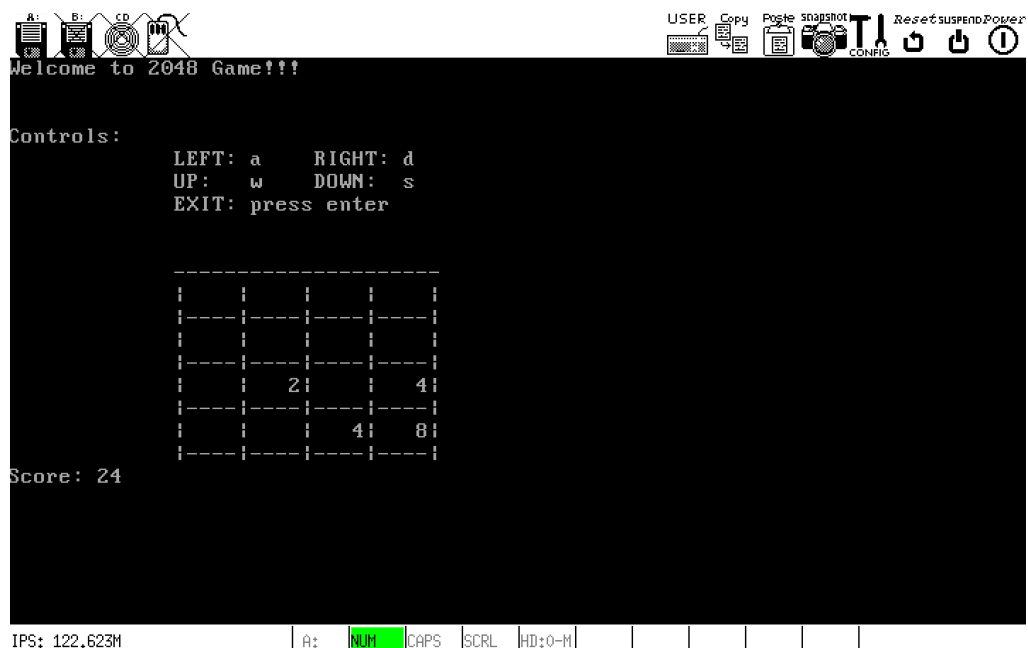 A: B: CD USER Copy Paste snapshot CONFIG Reset SUSPEND Power
Welcome to 2048 Game!!!
Controls:
LEFT: a RIGHT: d
UP: w DOWN: s
EXIT: press enter
----------------------
¦ ¦ ¦ ¦ ¦
¦----¦----¦----¦----¦
¦ ¦ ¦ ¦ ¦
¦----¦----¦----¦----¦
¦ ¦ 2¦ ¦ 4¦
¦----¦----¦----¦----¦
¦ ¦ ¦ 4¦ 8¦
¦----¦----¦----¦----¦
Score: 24
IPS: 122.623M A: NUM CAPS SCRL HD:0-M